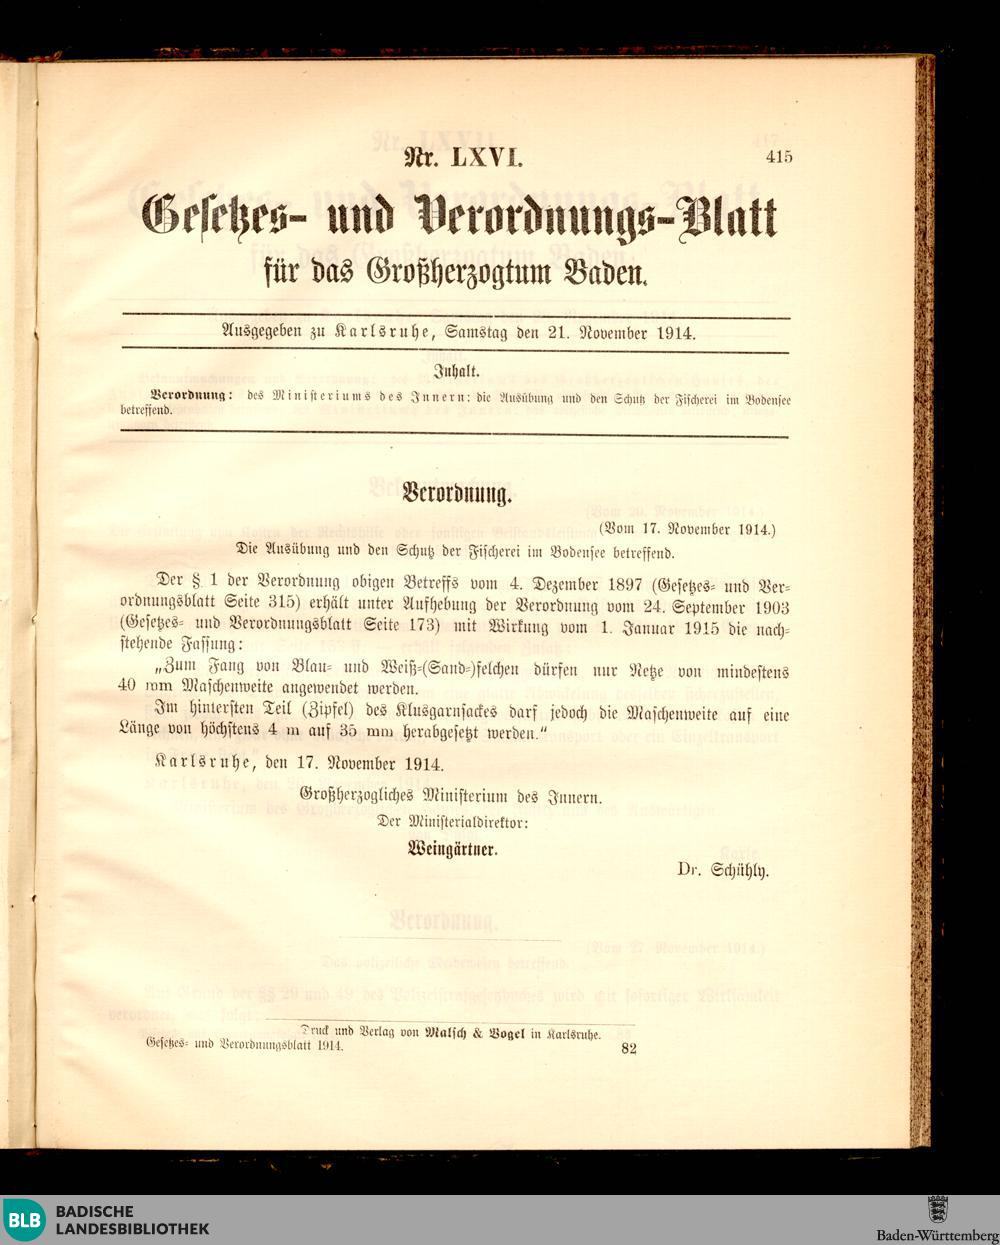 Nr. LXVI.
415
Gesetzes- und Verordnungs-Blatt
für das Großherzogtum Baden.
Ausgegeben zu Karlsruhe, Samstag den 21. November 1914.
Inhalt.
Verordnung: des Ministeriums des Innern: die Ausübung und den Schutz der Fischerei im Bodensee
betreffend.
Verordnung.
(Vom 17. November 1914.)
Die Ausübung und den Schutz der Fischerei im Bodensee betreffend.
Der § 1 der Verordnung obigen Betreffs vom 4. Dezember 1897 (Gesetzes- und Ver-
ordnungsblatt Seite 315) erhält unter Aufhebung der Verordnung vom 24. September 1903
(Gesetzes- und Verordnungsblatt Seite 173) mit Wirkung vom 1. Januar 1915 die nach-
stehende Fassung:
„Zum Fang von Blau- und Weiß-(Sand-)felchen dürfen nur Netze von mindestens
40 mm Maschenweite angewendet werden.
Im hintersten Teil (Zipfel) des Klusgarnsackes darf jedoch die Maschenweite auf eine
Länge von höchstens 4 m auf 35 mm herabgesetzt werden."
Karlsruhe, den 17. November 1914.
Großherzogliches Ministerium des Innern.
Der Ministerialdirektor:
Weingärtner.
Dr. Schühly.
Druck und Verlag von Malsch & Vogel in Karlsruhe.
Gesetzes- und Verordnungsblatt 1914.
82
BLB
BADISCHE
LANDESBIBLIOTHEK
Baden-Württemberg